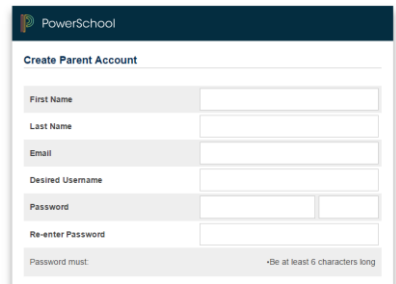 PowerSchool
Create Parent Account
First Name
Last Name
Email
Desired Username
Password
Re-enter Password
Password must: •Be at least 6 characters long